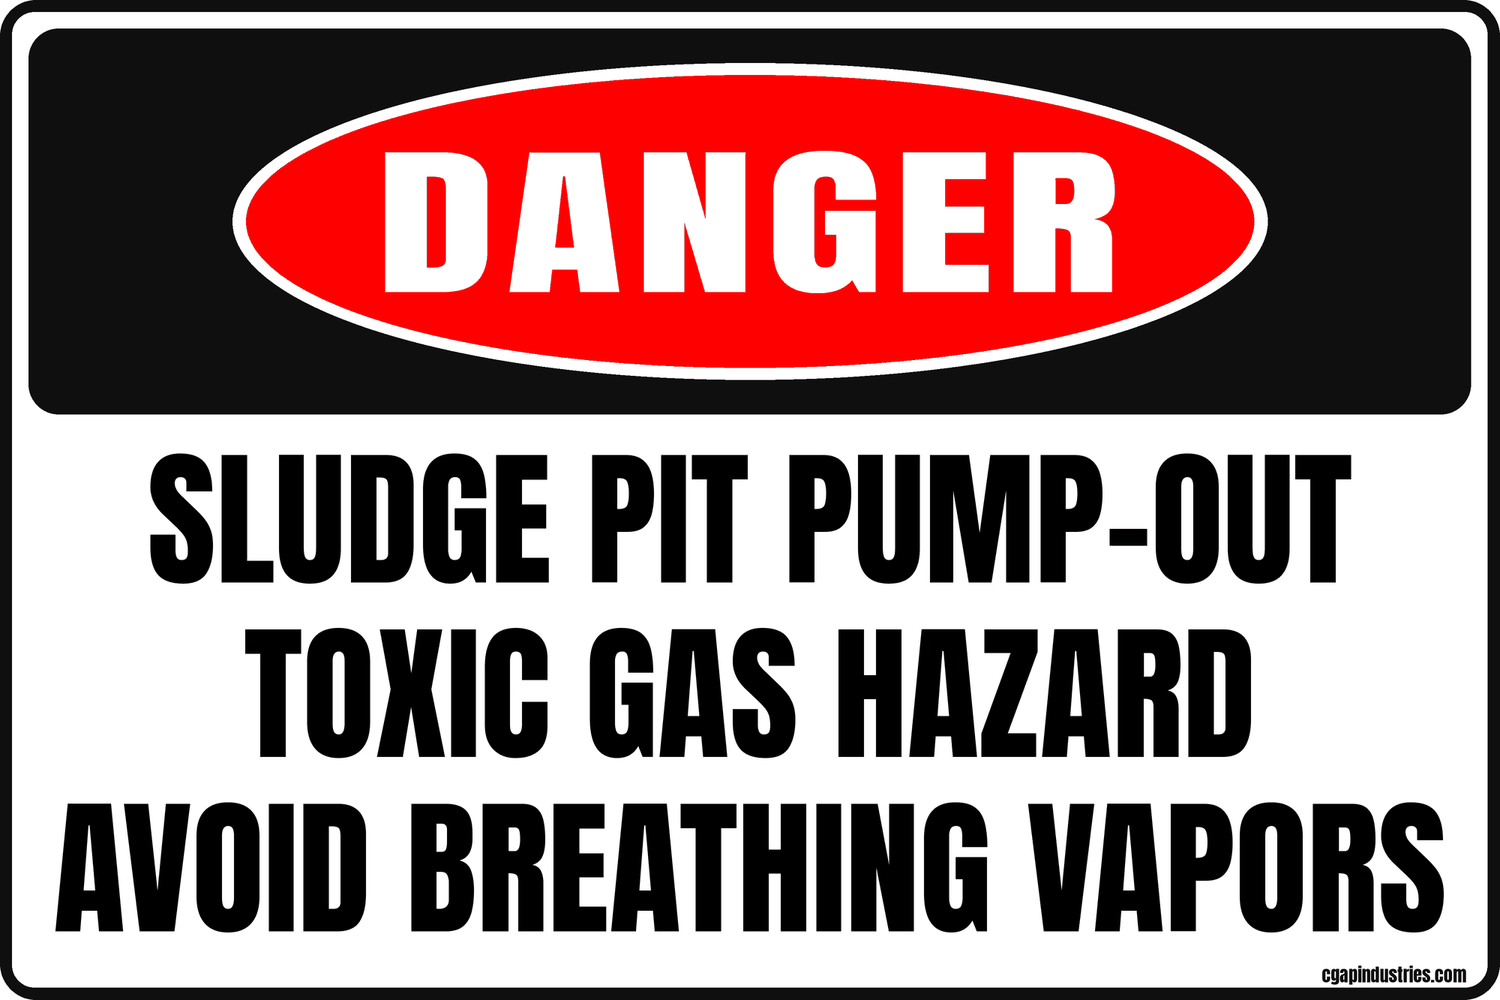 DANGER
SLUDGE PIT PUMP-OUT
TOXIC GAS HAZARD
AVOID BREATHING VAPORS
cgapindustries.com